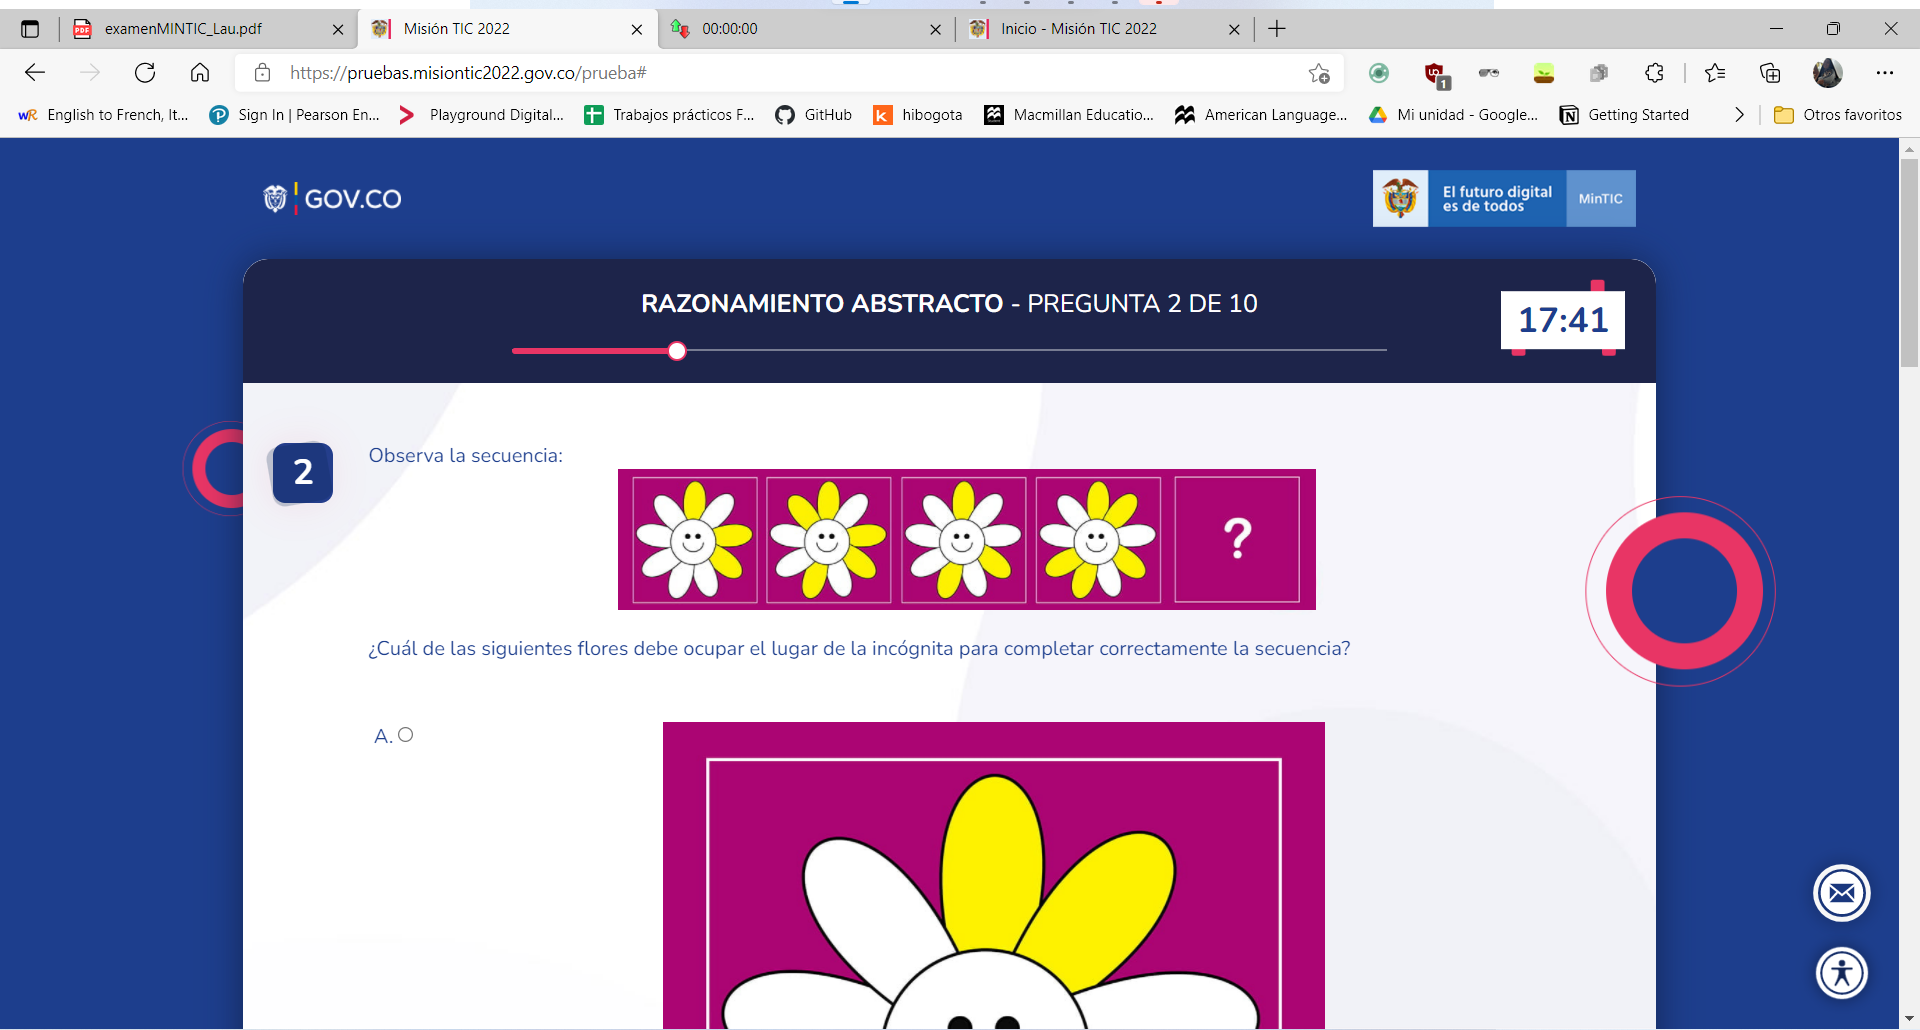 examenMINTIC_Lau.pdf
Misión TIC 2022
00:00:00
Inicio - Misión TIC 2022
https://pruebas.misiontic2022.gov.co/prueba#
1
English to French, It...
Sign In | Pearson En...
Playground Digital...
Trabajos prácticos F...
GitHub
hibogota
Macmillan Educatio...
American Language...
Mi unidad - Google...
Getting Started
Otros favoritos
GOV.CO
El futuro digital
es de todos
MinTIC
RAZONAMIENTO ABSTRACTO - PREGUNTA 2 DE 10
17:41
2
Observa la secuencia:
?
¿Cuál de las siguientes flores debe ocupar el lugar de la incógnita para completar correctamente la secuencia?
A.